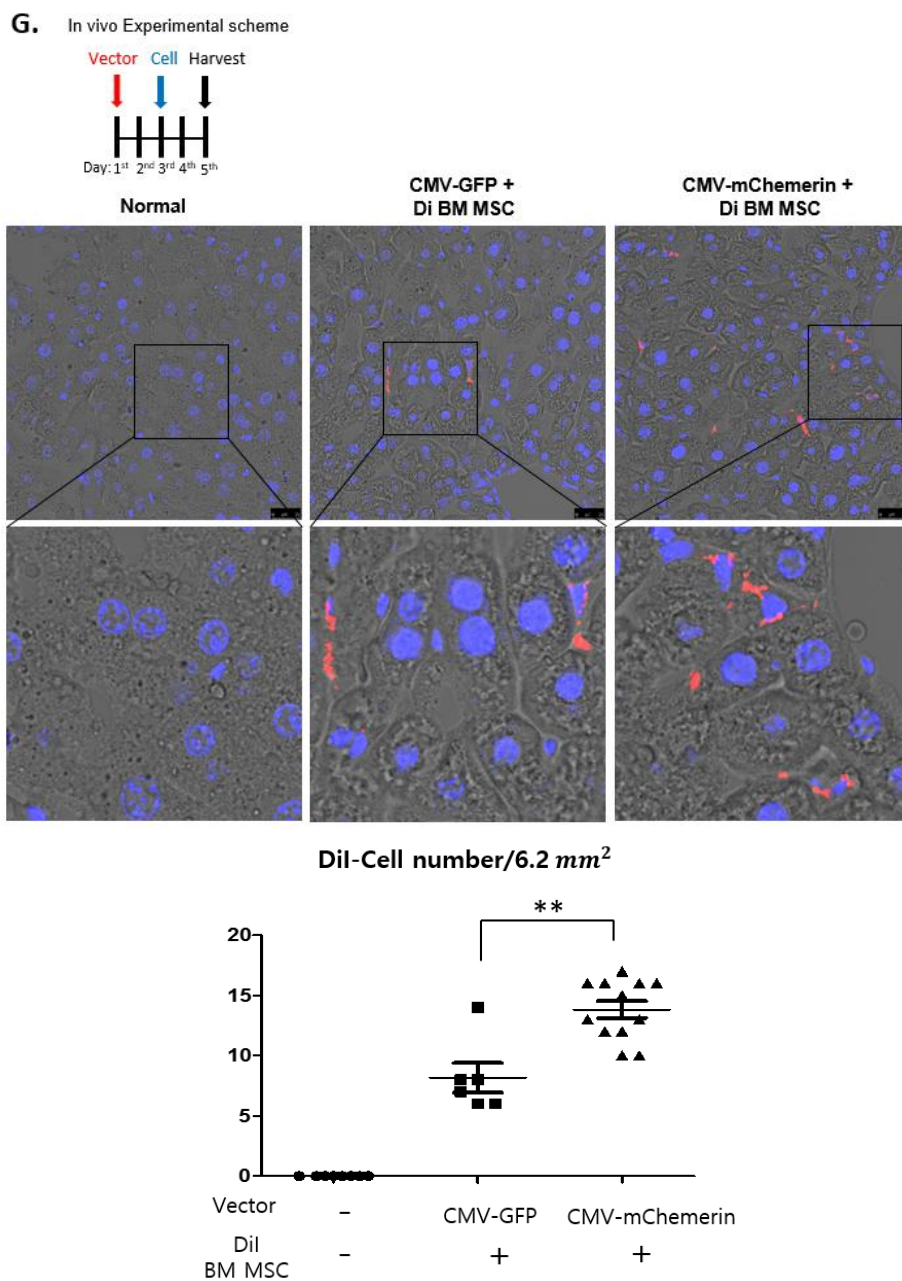 G. In vivo Experimental scheme
Vector Cell Harvest
Day: 1st 2nd 3rd 4th 5th
Normal
CMV-GFP +
Di BM MSC
CMV-mChemerin +
Di BM MSC
DiI-Cell number/6.2 mm²
**
20
15
10
5
0
Vector - CMV-GFP CMV-mChemerin
DiI
BM MSC - + +